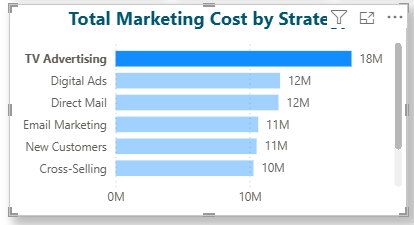 Total Marketing Cost by Strate
TV Advertising 18M
Digital Ads 12M
Direct Mail 12M
Email Marketing 11M
New Customers 11M
Cross-Selling 10M
0M 10M